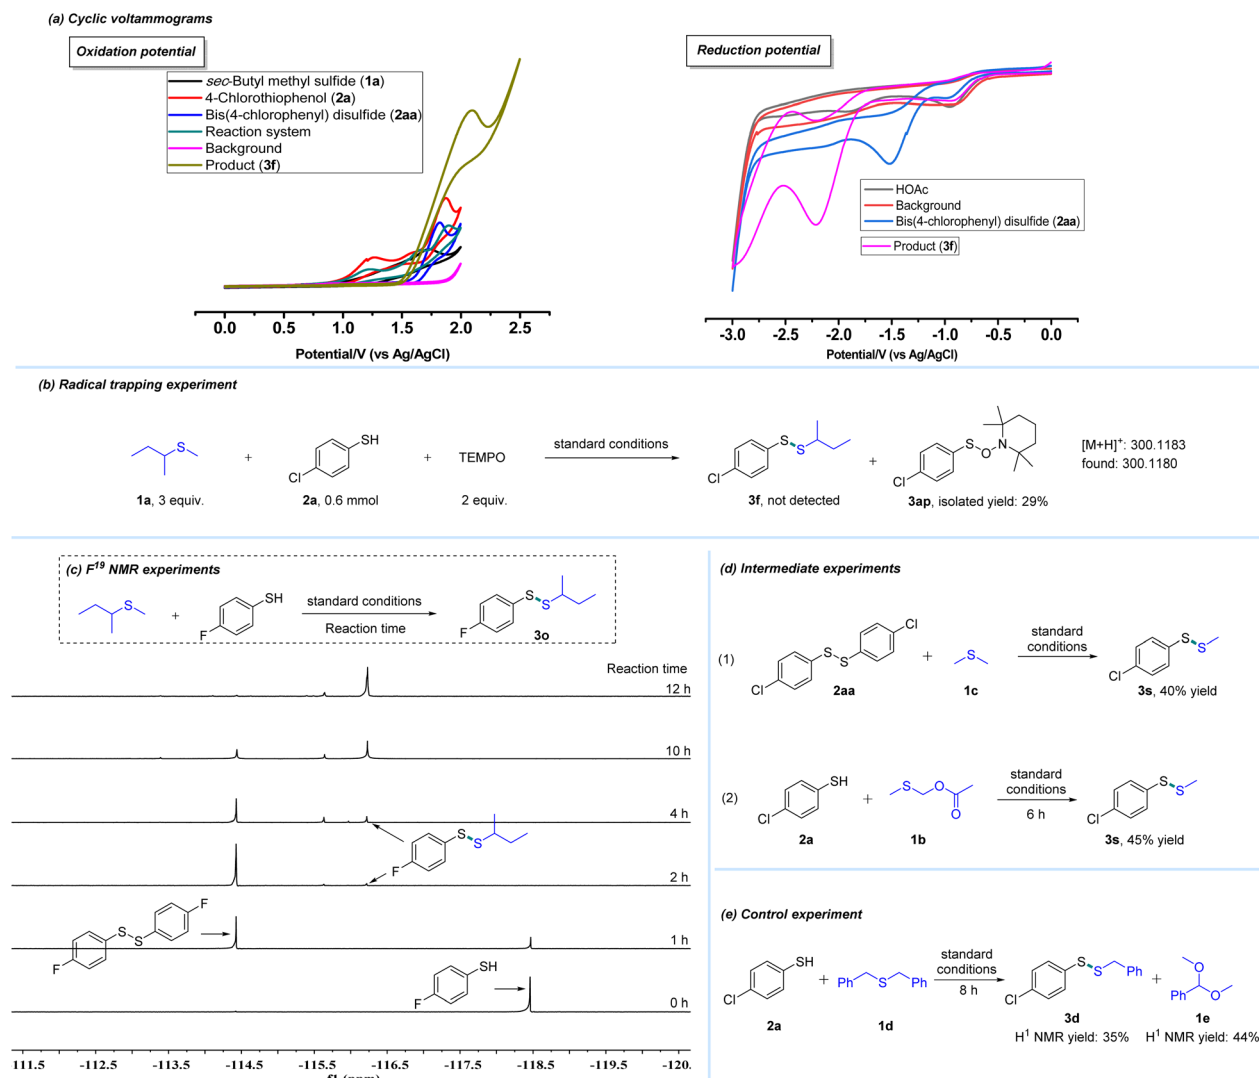 (a) Cyclic voltammograms
Oxidation potential
sec-Butyl methyl sulfide (1a)
4-Chlorothiophenol (2a)
Bis(4-chlorophenyl) disulfide (2aa)
Reaction system
Background
Product (3f)
0.0 0.5 1.0 1.5 2.0 2.5
Potential/V (vs Ag/AgCl)
Reduction potential
HOAc
Background
Bis(4-chlorophenyl) disulfide (2aa)
Product (3f)
-3.0 -2.5 -2.0 -1.5 -1.0 -0.5 0.0
Potential/V (vs Ag/AgCl)
(b) Radical trapping experiment
S
1a, 3 equiv.
+
SH
Cl
2a, 0.6 mmol
+
TEMPO
2 equiv.
standard conditions
S S
Cl
3f, not detected
+
S O N
Cl
3ap, isolated yield: 29%
[M+H]+: 300.1183
found: 300.1180
(c) F19 NMR experiments
S
+
SH
F
standard conditions
Reaction time
S S
F
3o
Reaction time
12 h
10 h
4 h
S S
F
2 h
F
S S
F
1 h
SH
F
0 h
111.5 -112.5 -113.5 -114.5 -115.5 -116.5 -117.5 -118.5 -119.5 -120.
f1 (ppm)
(d) Intermediate experiments
(1)
Cl
S S
Cl
2aa
+
S
1c
standard
conditions
S S
Cl
3s, 40% yield
(2)
SH
Cl
2a
+
S O
O
1b
standard
conditions
6 h
S S
Cl
3s, 45% yield
(e) Control experiment
SH
Cl
2a
+
Ph S Ph
1d
standard
conditions
8 h
S S Ph
Cl
3d
H1 NMR yield: 35%
+
O
Ph O
1e
H1 NMR yield: 44%